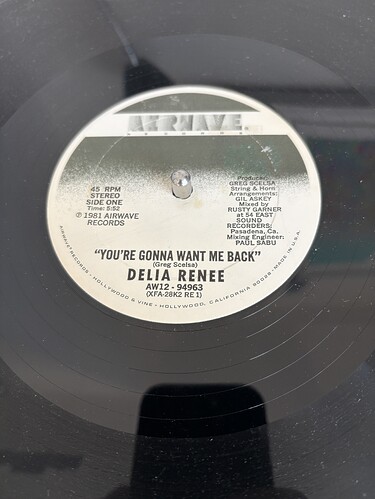 AIRWAVE
RECORDS
45 RPM
STEREO
SIDE ONE
Time: 5:52
℗ 1981 AIRWAVE
RECORDS
Producer:
GREG SCELSA
String & Horn
Arrangements:
GIL ASKEY
Mixed by
RUSTY GARNER
at 54 EAST
SOUND
RECORDERS;
Pasadena, Ca.
Mixing Engineer:
PAUL SABU
"YOU'RE GONNA WANT ME BACK"
(Greg Scelsa)
DELIA RENEE
AW12 - 94963
(XFA-28K2 RE 1)
AIRWAVE RECORDS - HOLLYWOOD & VINE - HOLLYWOOD, CALIFORNIA 90028 - MADE IN U.S.A.